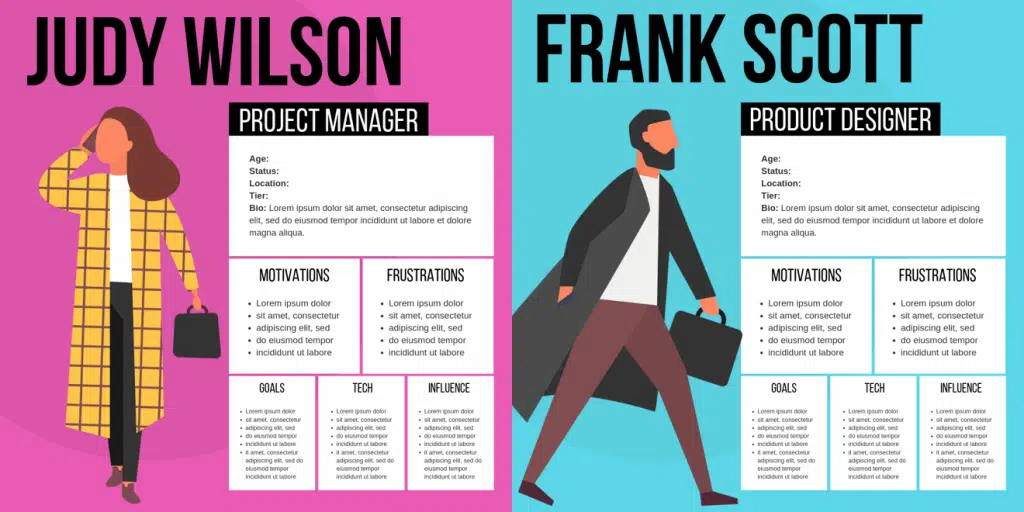 JUDY WILSON
PROJECT MANAGER
Age:
Status:
Location:
Tier:
Bio: Lorem ipsum dolor sit amet, consectetur adipiscing
elit, sed do eiusmod tempor incididunt ut labore et dolore
magna aliqua.
MOTIVATIONS
• Lorem ipsum dolor
• sit amet, consectetur
• adipiscing elit, sed
• do eiusmod tempor
• incididunt ut labore
FRUSTRATIONS
• Lorem ipsum dolor
• sit amet, consectetur
• adipiscing elit, sed
• do eiusmod tempor
• incididunt ut labore
GOALS
• Lorem ipsum dolor
• sit amet, consectetur
• adipiscing elit, sed
• do eiusmod tempor
• incididunt ut labore
• it amet, consectetur
adipiscing elit, sed do
eiusmod tempor
incididunt ut labore
TECH
• Lorem ipsum dolor
• sit amet, consectetur
• adipiscing elit, sed
• do eiusmod tempor
• incididunt ut labore
• it amet, consectetur
adipiscing elit, sed do
eiusmod tempor
incididunt ut labore
INFLUENCE
• Lorem ipsum dolor
• sit amet, consectetur
• adipiscing elit, sed
• do eiusmod tempor
• incididunt ut labore
• it amet, consectetur
adipiscing elit, sed do
eiusmod tempor
incididunt ut labore
FRANK SCOTT
PRODUCT DESIGNER
Age:
Status:
Location:
Tier:
Bio: Lorem ipsum dolor sit amet, consectetur adipiscing
elit, sed do eiusmod tempor incididunt ut labore et dolore
magna aliqua.
MOTIVATIONS
• Lorem ipsum dolor
• sit amet, consectetur
• adipiscing elit, sed
• do eiusmod tempor
• incididunt ut labore
FRUSTRATIONS
• Lorem ipsum dolor
• sit amet, consectetur
• adipiscing elit, sed
• do eiusmod tempor
• incididunt ut labore
GOALS
• Lorem ipsum dolor
• sit amet, consectetur
• adipiscing elit, sed
• do eiusmod tempor
• incididunt ut labore
• it amet, consectetur
adipiscing elit, sed do
eiusmod tempor
incididunt ut labore
TECH
• Lorem ipsum dolor
• sit amet, consectetur
• adipiscing elit, sed
• do eiusmod tempor
• incididunt ut labore
• it amet, consectetur
adipiscing elit, sed do
eiusmod tempor
incididunt ut labore
INFLUENCE
• Lorem ipsum dolor
• sit amet, consectetur
• adipiscing elit, sed
• do eiusmod tempor
• incididunt ut labore
• it amet, consectetur
adipiscing elit, sed do
eiusmod tempor
incididunt ut labore